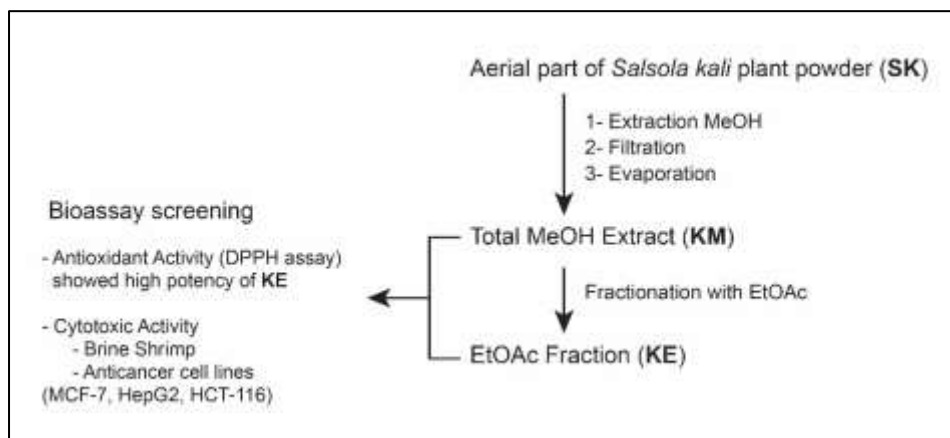 Aerial part of Salsola kali plant powder (SK)
1- Extraction MeOH
2- Filtration
3- Evaporation
Bioassay screening
- Antioxidant Activity (DPPH assay)
showed high potency of KE
- Cytotoxic Activity
- Brine Shrimp
- Anticancer cell lines
(MCF-7, HepG2, HCT-116)
Total MeOH Extract (KM)
Fractionation with EtOAc
EtOAc Fraction (KE)